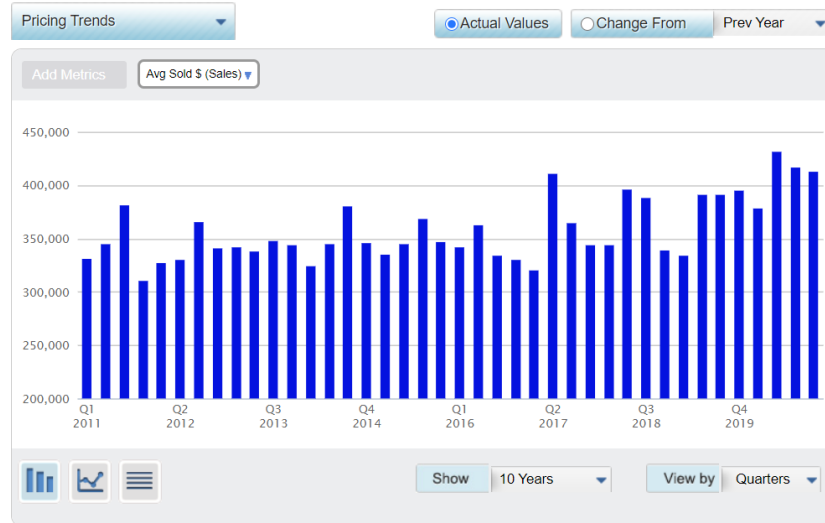 Pricing Trends
Actual Values
Change From
Prev Year
Add Metrics
Avg Sold $ (Sales)
450,000
400,000
350,000
300,000
250,000
200,000
Q1 Q2 Q3 Q4 Q1 Q2 Q3 Q4
2011 2012 2013 2014 2016 2017 2018 2019
Show 10 Years View by Quarters